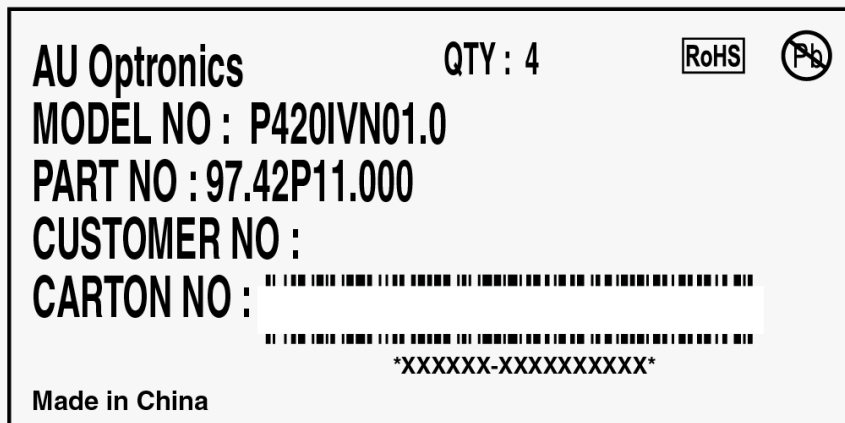 AU Optronics QTY : 4 RoHS Pb
MODEL NO : P420IVN01.0
PART NO : 97.42P11.000
CUSTOMER NO :
CARTON NO :
*XXXXXX-XXXXXXXXXX*
Made in China